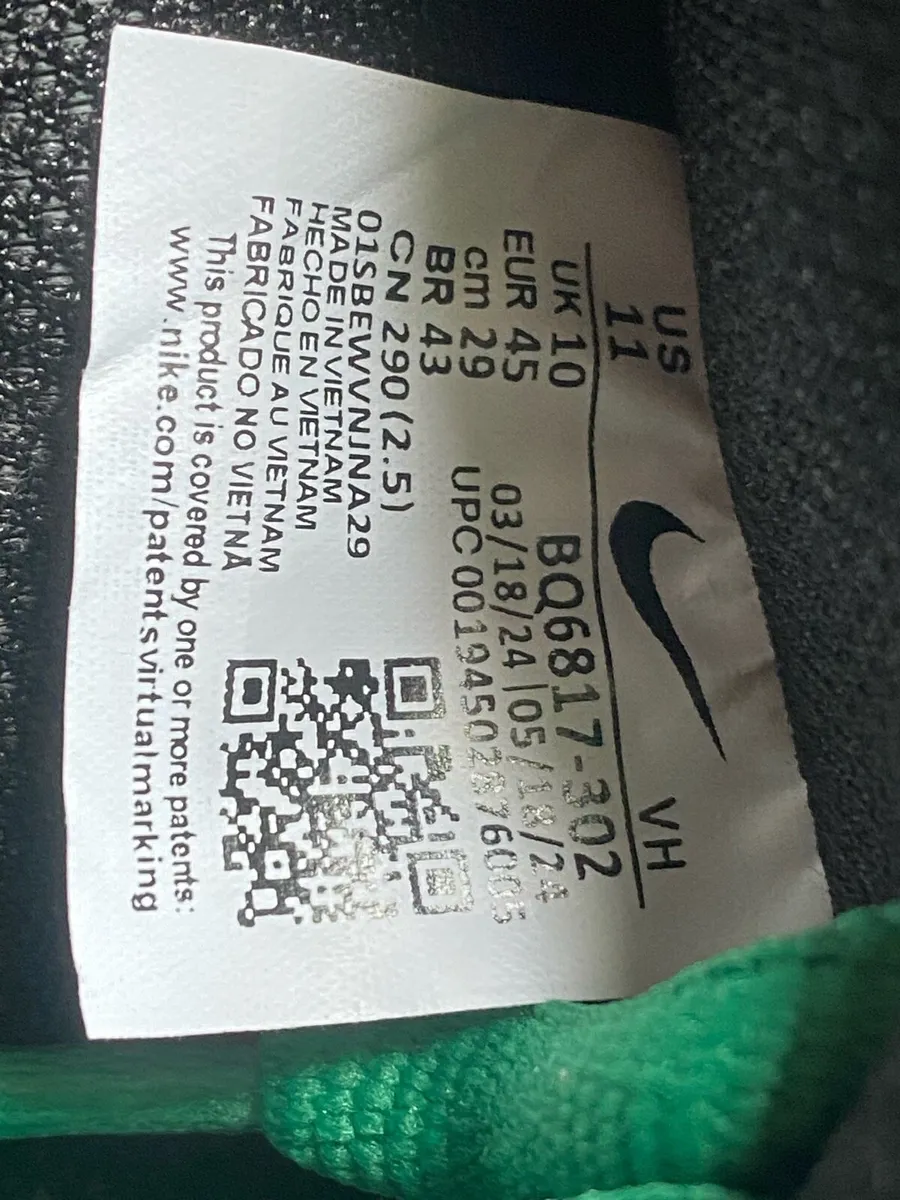 US
11
VH
UK 10
EUR 45
cm 29
BR 43
CN 290 (2.5)
BQ6817-302
03/18/24|05/18/24
UPC
01SBEWVNJNA29
MADE IN VIETNAM
HECHO EN VIETNAM
FABRIQUE AU VIETNAM
FABRICADO NO VIETNÃ
This product is covered by one or more patents:
www.nike.com/patentsvirtualmarking